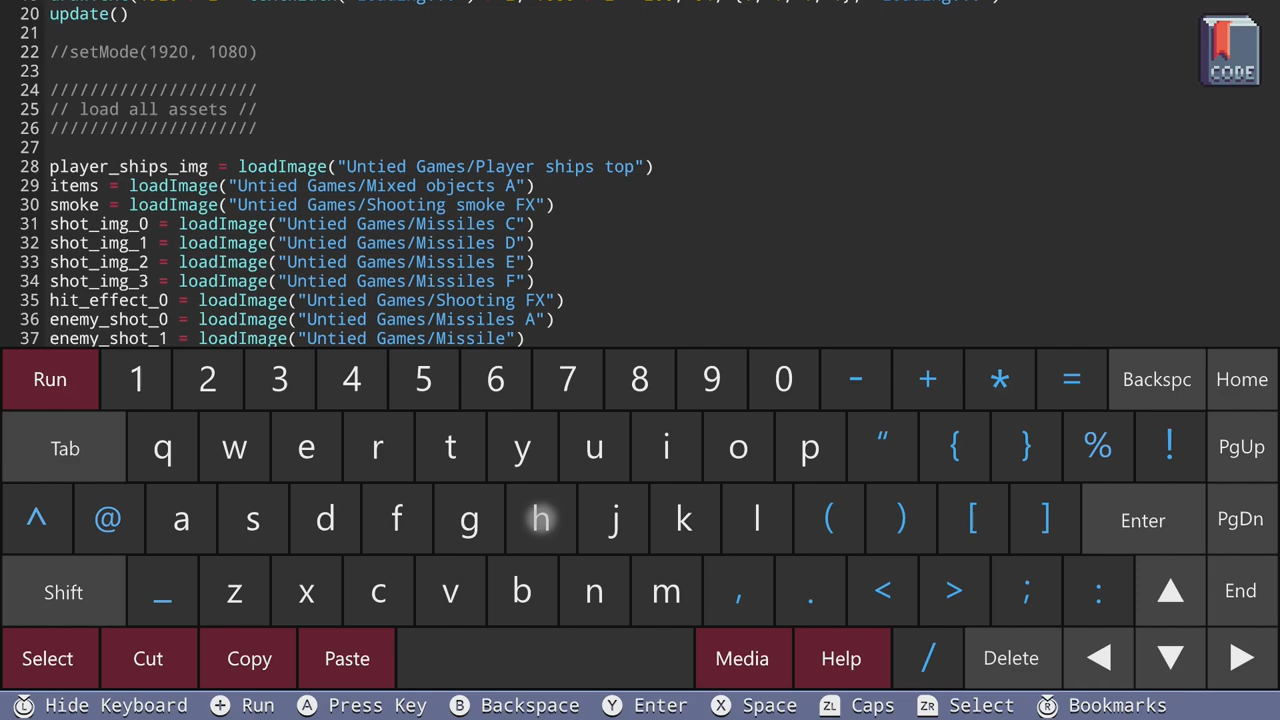 20 update()
21
22 //setMode(1920, 1080)
23
24 /////////////////////
25 // load all assets //
26 /////////////////////
27
28 player_ships_img = loadImage("Untied Games/Player ships top")
29 items = loadImage("Untied Games/Mixed objects A")
30 smoke = loadImage("Untied Games/Shooting smoke FX")
31 shot_img_0 = loadImage("Untied Games/Missiles C")
32 shot_img_1 = loadImage("Untied Games/Missiles D")
33 shot_img_2 = loadImage("Untied Games/Missiles E")
34 shot_img_3 = loadImage("Untied Games/Missiles F")
35 hit_effect_0 = loadImage("Untied Games/Shooting FX")
36 enemy_shot_0 = loadImage("Untied Games/Missiles A")
37 enemy_shot_1 = loadImage("Untied Games/Missile")
CODE
Run 1 2 3 4 5 6 7 8 9 0 - + * = Backspc Home
Tab q w e r t y u i o p “ { } % ! PgUp
^ @ a s d f g h j k l ( ) [ ] Enter PgDn
Shift _ z x c v b n m , . < > ; : ▲ End
Select Cut Copy Paste Media Help / Delete ◀ ▼ ▶
L Hide Keyboard + Run A Press Key B Backspace Y Enter X Space ZL Caps ZR Select R Bookmarks